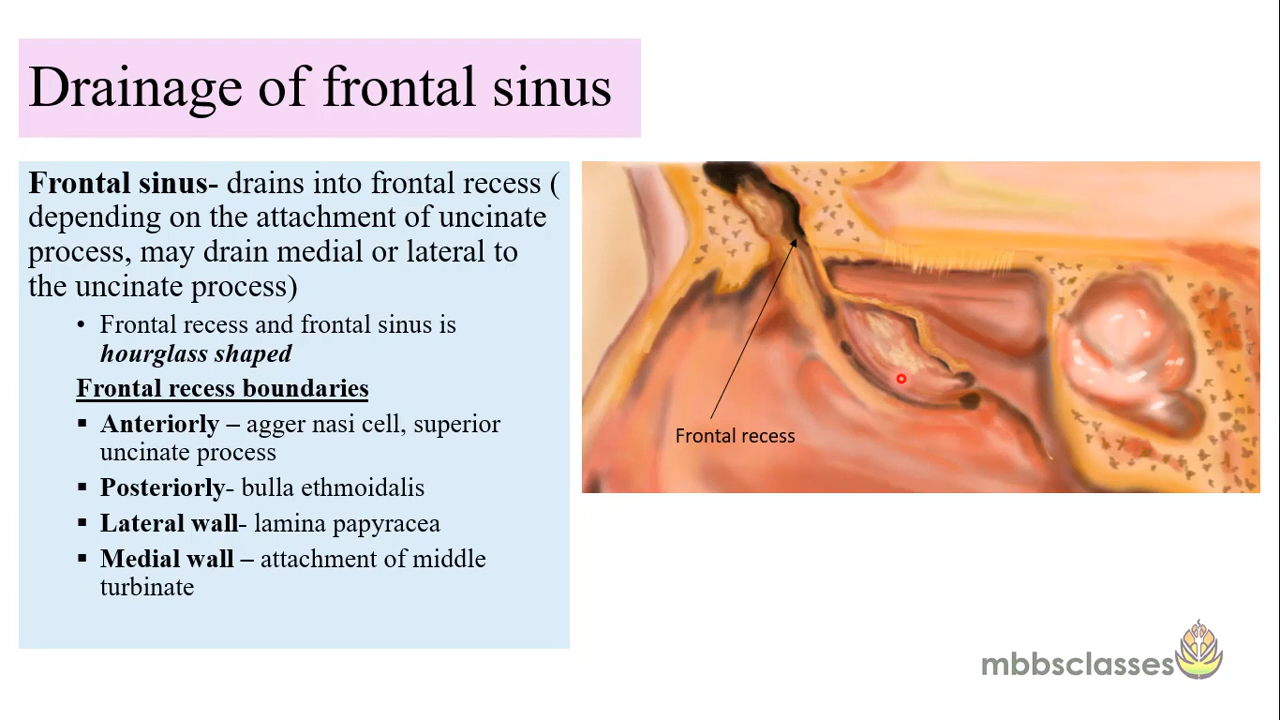 Drainage of frontal sinus
Frontal sinus- drains into frontal recess (
depending on the attachment of uncinate
process, may drain medial or lateral to
the uncinate process)
• Frontal recess and frontal sinus is
hourglass shaped
Frontal recess boundaries
▪ Anteriorly – agger nasi cell, superior
uncinate process
▪ Posteriorly- bulla ethmoidalis
▪ Lateral wall- lamina papyracea
▪ Medial wall – attachment of middle
turbinate
Frontal recess
mbbsclasses